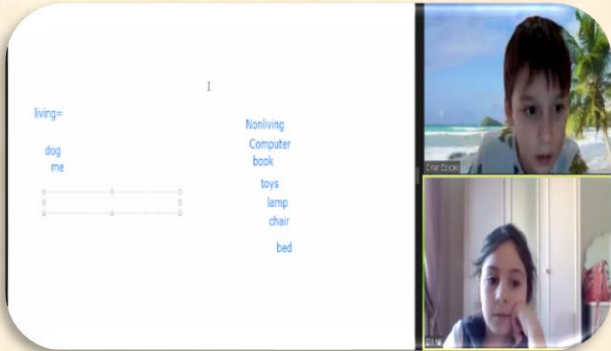 living=
dog
me
Nonliving
Computer
book
toys
lamp
chair
bed